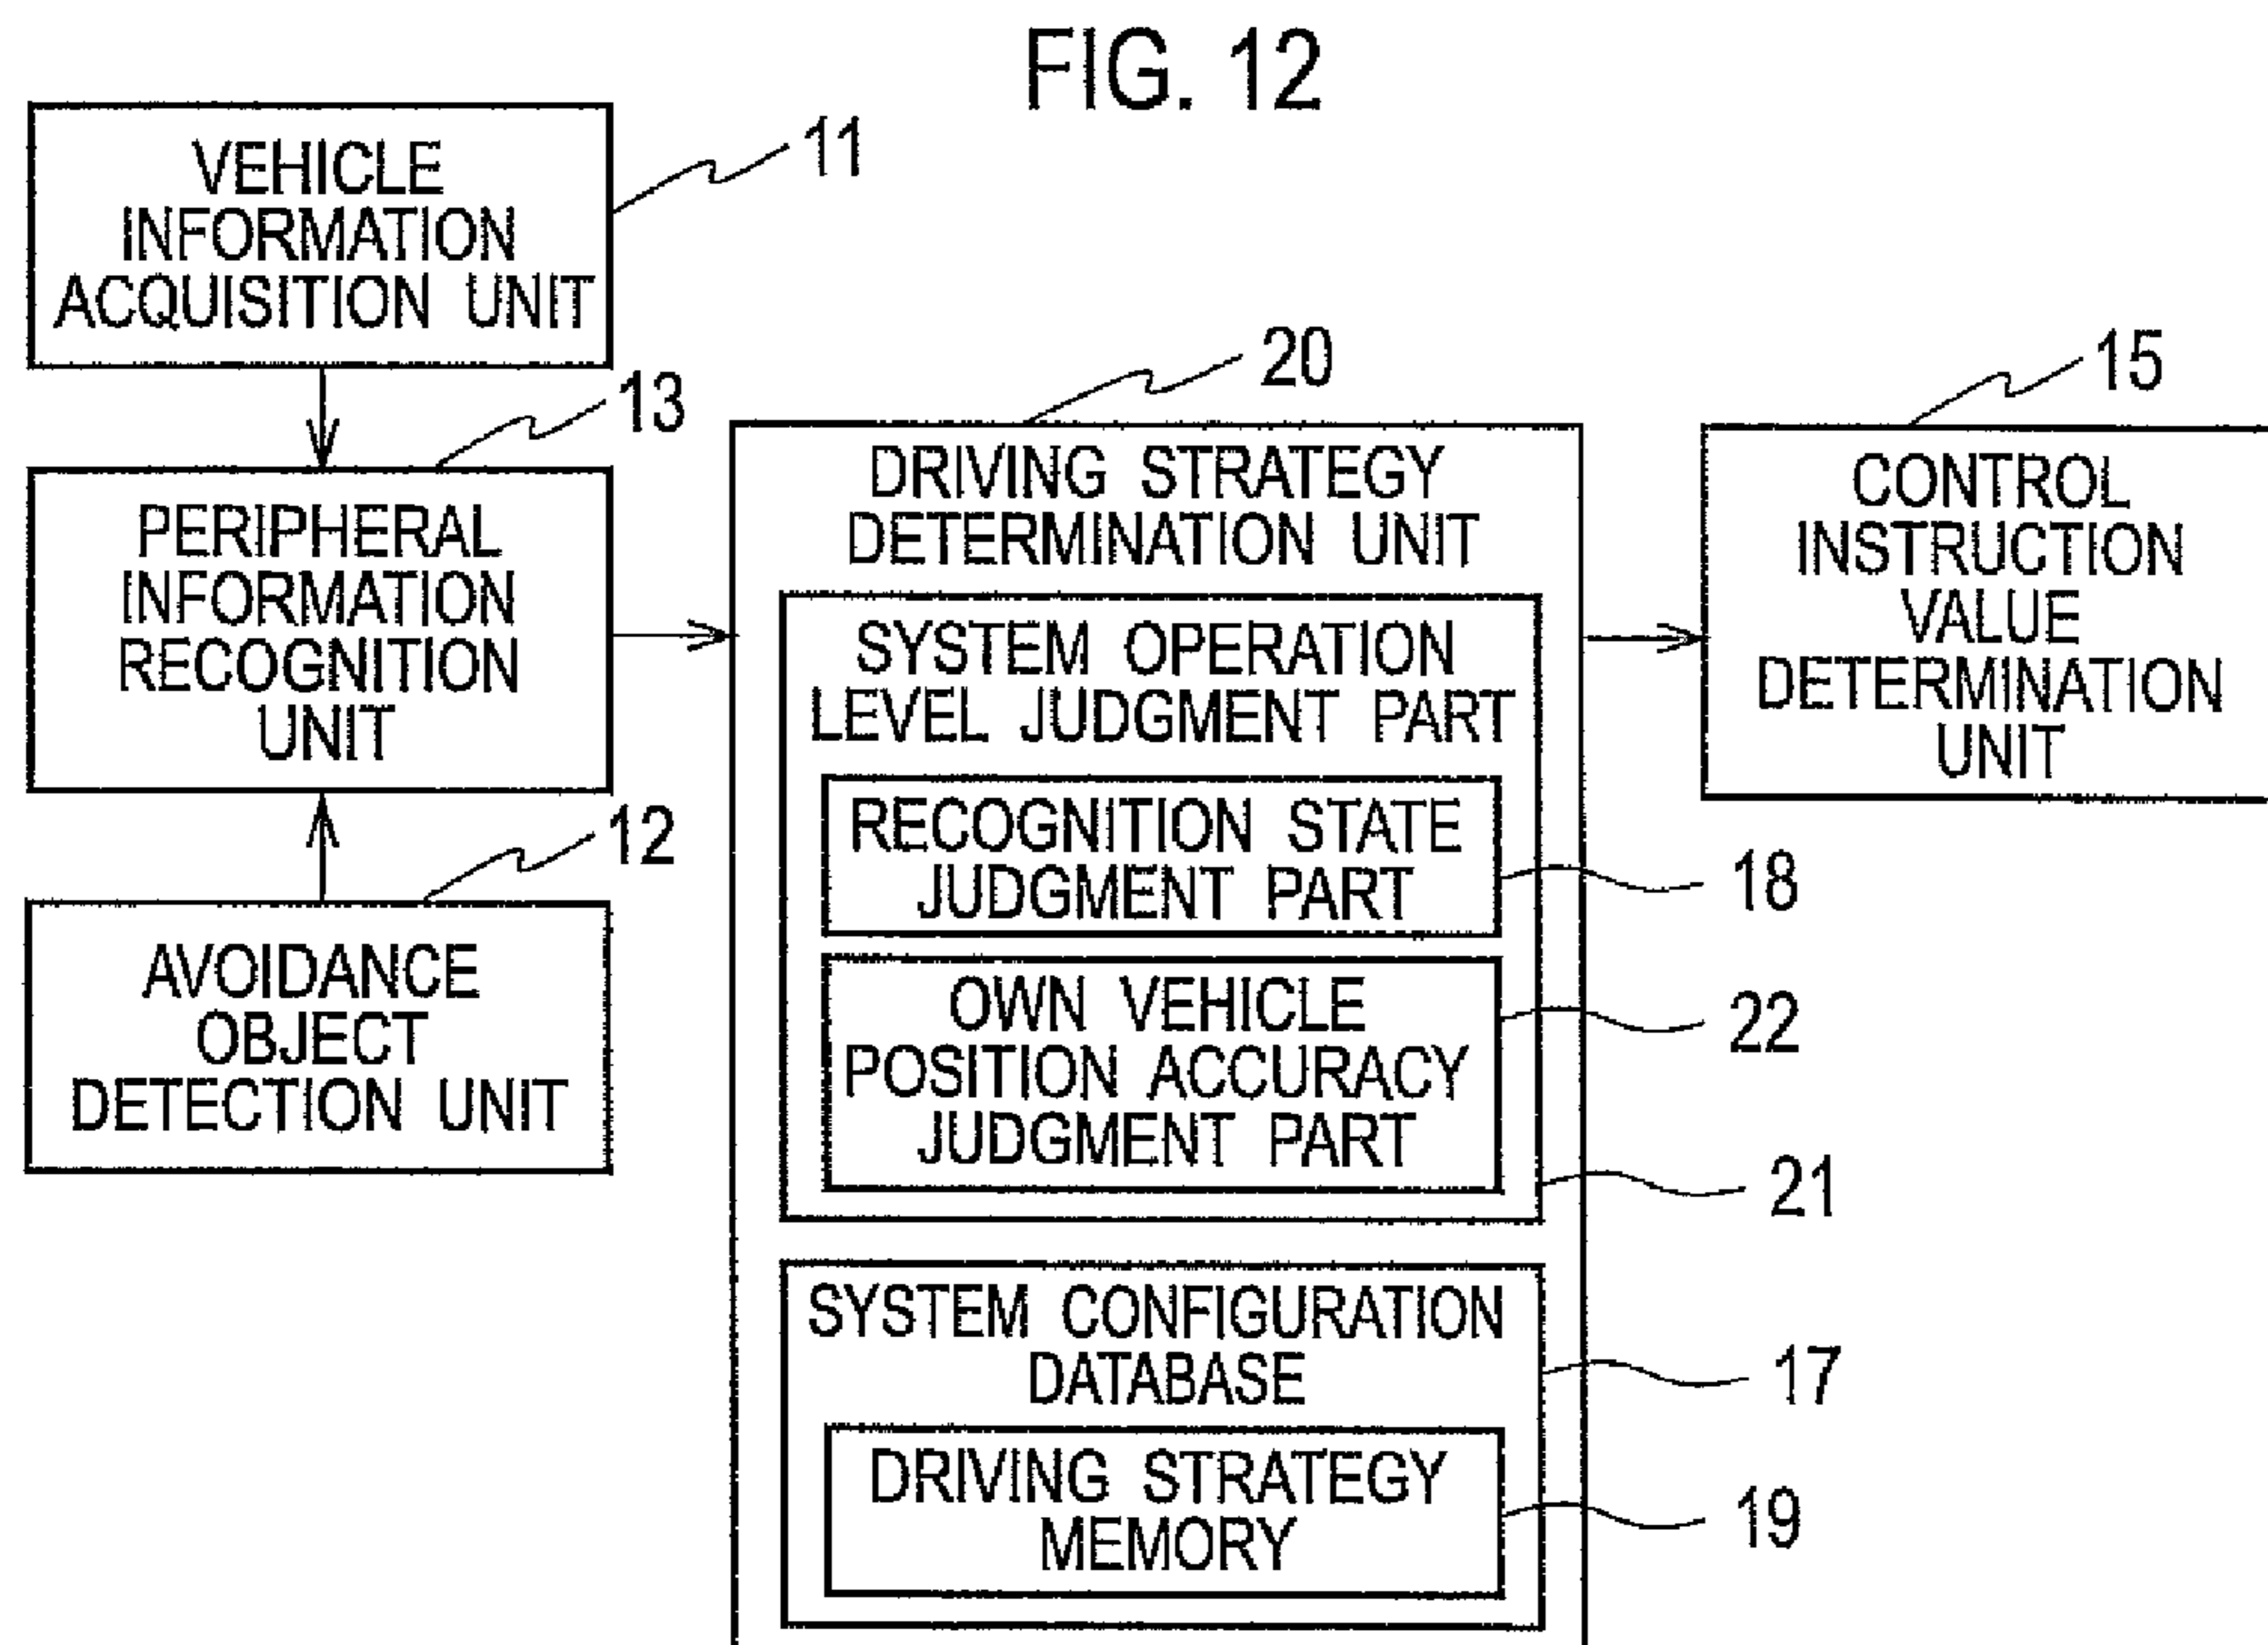 FIG. 12
VEHICLE
INFORMATION
ACQUISITION UNIT
11
13
PERIPHERAL
INFORMATION
RECOGNITION
UNIT
12
AVOIDANCE
OBJECT
DETECTION UNIT
20
DRIVING STRATEGY
DETERMINATION UNIT
SYSTEM OPERATION
LEVEL JUDGMENT PART
RECOGNITION STATE
JUDGMENT PART
18
OWN VEHICLE
POSITION ACCURACY
JUDGMENT PART
22
21
SYSTEM CONFIGURATION
DATABASE
17
DRIVING STRATEGY
MEMORY
19
15
CONTROL
INSTRUCTION
VALUE
DETERMINATION
UNIT